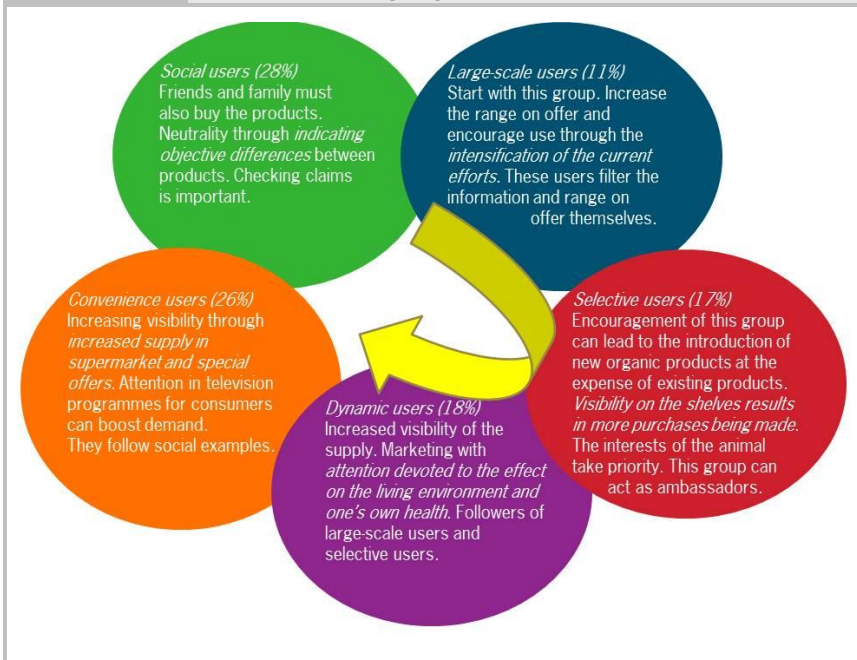 Social users (28%)
Friends and family must
also buy the products.
Neutrality through indicating
objective differences between
products. Checking claims
is important.
Large-scale users (11%)
Start with this group. Increase
the range on offer and
encourage use through the
intensification of the current
efforts. These users filter the
information and range on
offer themselves.
Convenience users (26%)
Increasing visibility through
increased supply in
supermarket and special
offers. Attention in television
programmes for consumers
can boost demand.
They follow social examples.
Selective users (17%)
Encouragement of this group
can lead to the introduction of
new organic products at the
expense of existing products.
Visibility on the shelves results
in more purchases being made.
The interests of the animal
take priority. This group can
act as ambassadors.
Dynamic users (18%)
Increased visibility of the
supply. Marketing with
attention devoted to the effect
on the living environment and
one's own health. Followers of
large-scale users and
selective users.